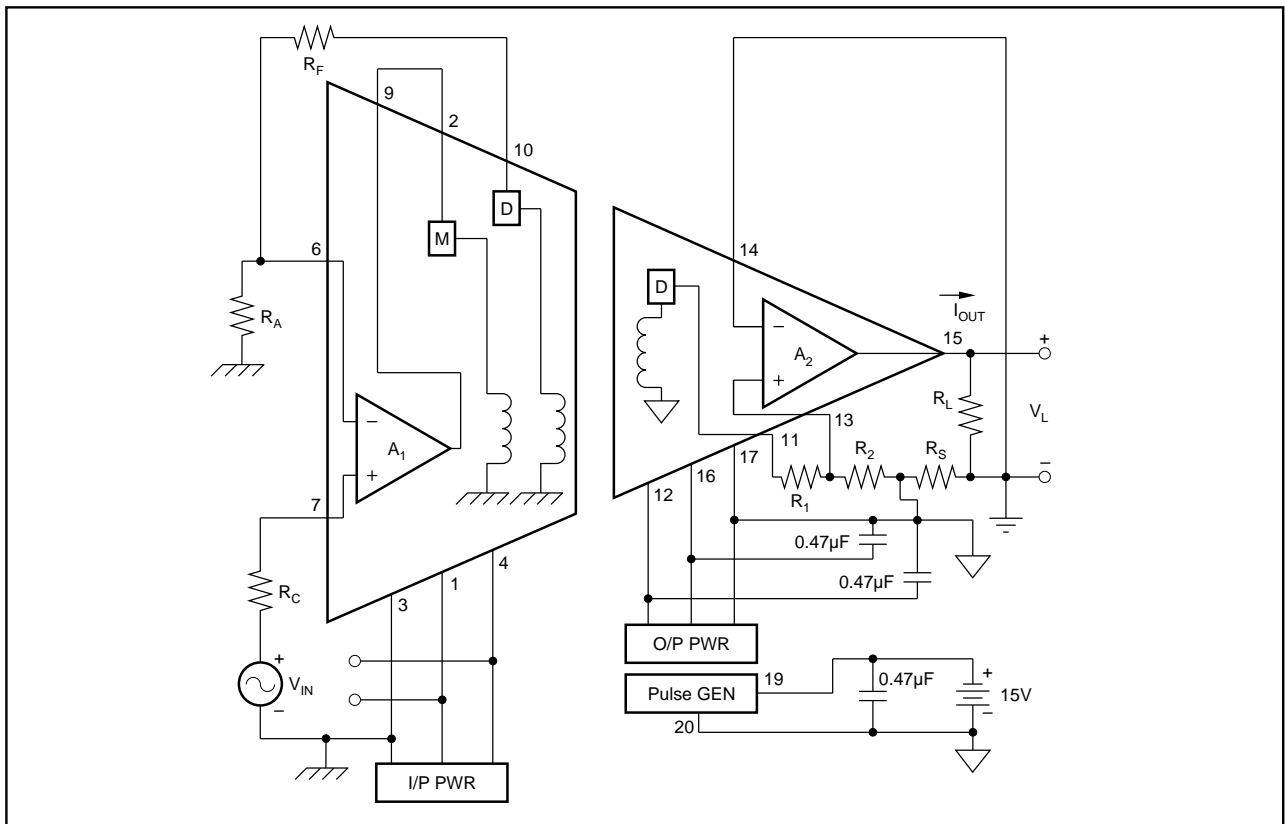 R_F
9
2
10
D
M
6
14
D
R_A
I_OUT
−
15
+
A_2
+
R_L
V_L
13
−
A_1
11
R_2
R_S
−
+
17
16
12
R_1
7
0.47µF
4
0.47µF
R_C
1
3
O/P PWR
+
19
V_IN
Pulse GEN
0.47µF
+
15V
−
−
20
I/P PWR